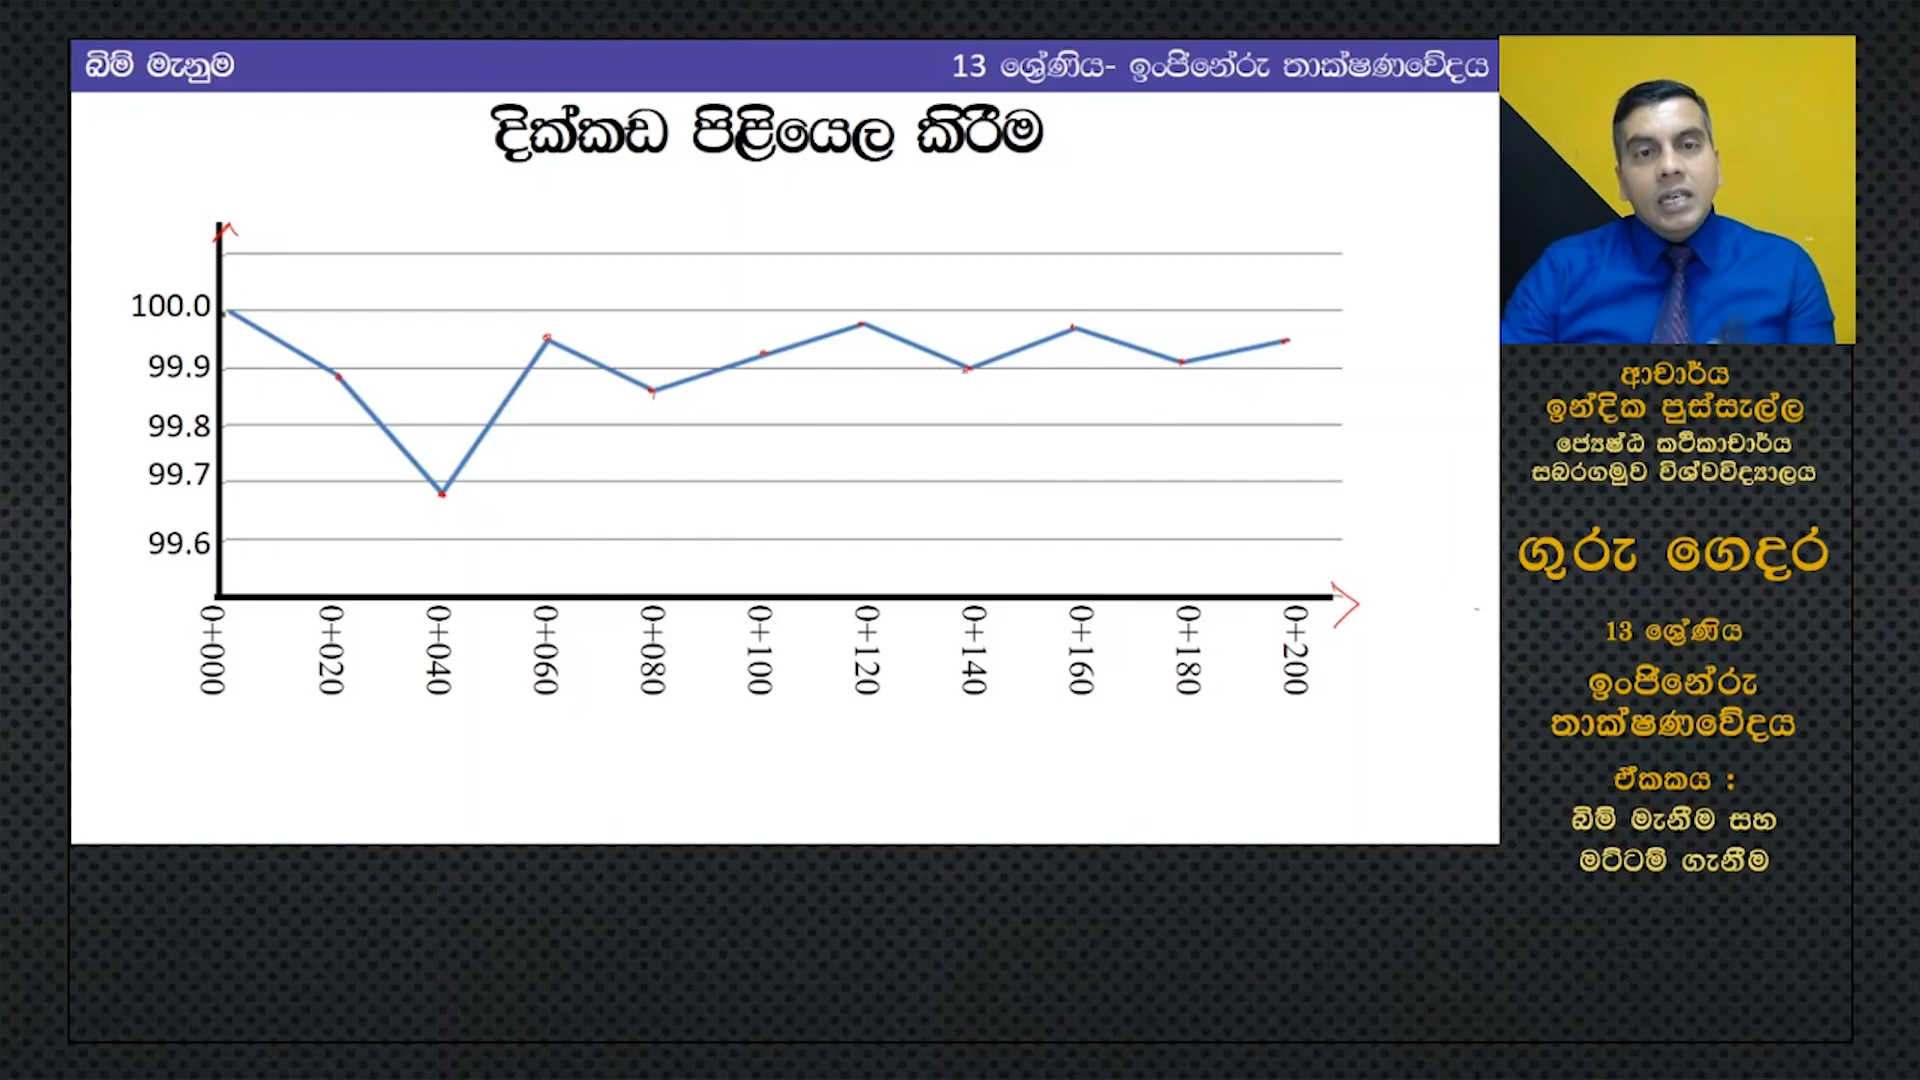 බිම් මැනුම
13 ශ්‍රේණිය- ඉංජිනේරු තාක්ෂණවේදය
දික්කඩ පිළියෙල කිරීම
100.0
99.9
99.8
99.7
99.6
0+000
0+020
0+040
0+060
0+080
0+100
0+120
0+140
0+160
0+180
0+200
ආචාර්ය
ඉන්දික පුස්සැල්ල
ජ්‍යෙෂ්ඨ කථිකාචාර්ය
සබරගමුව විශ්වවිද්‍යාලය
ගුරු ගෙදර
13 ශ්‍රේණිය
ඉංජිනේරු
තාක්ෂණවේදය
ඒකකය :
බිම් මැනීම සහ
මට්ටම් ගැනීම